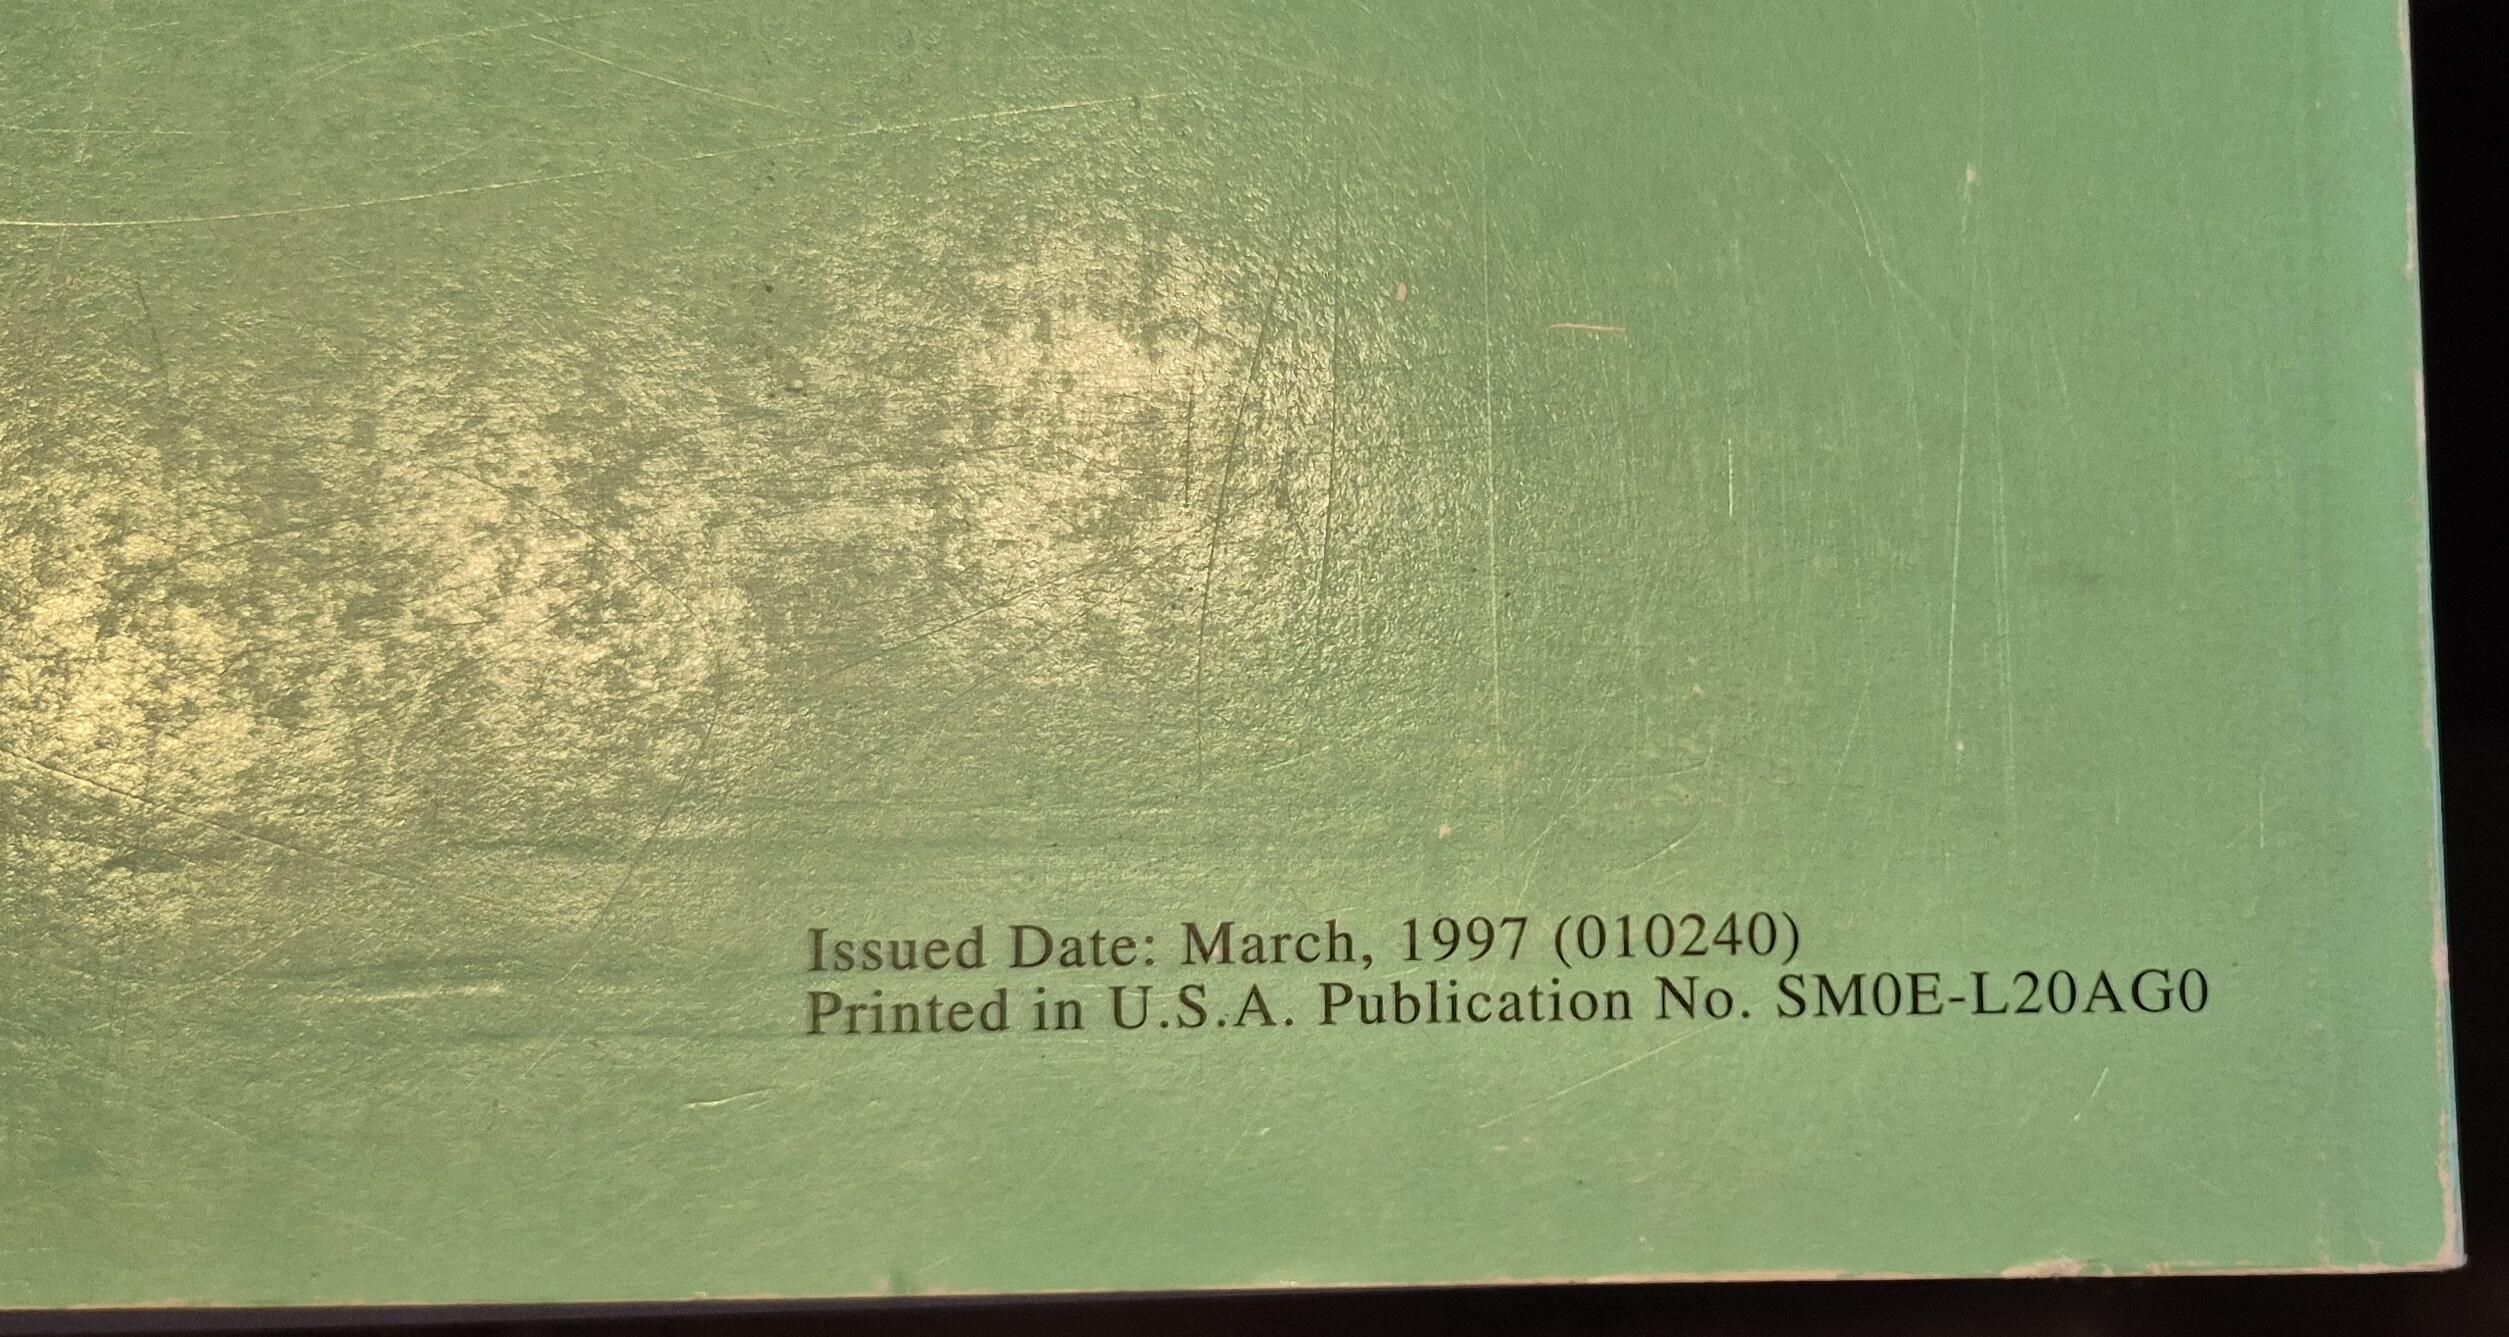 Issued Date: March, 1997 (010240)
Printed in U.S.A. Publication No. SM0E-L20AG0